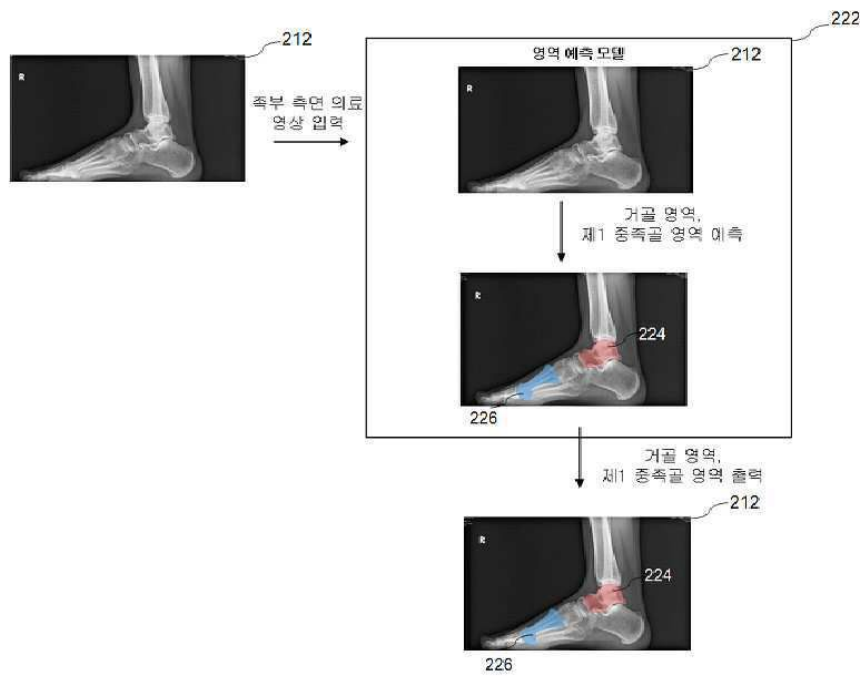 222
212
영역 예측 모델
212
R
R
족부 측면 의료
영상 입력
거골 영역,
제1 중족골 영역 예측
R
224
226
거골 영역,
제1 중족골 영역 출력
212
R
224
226